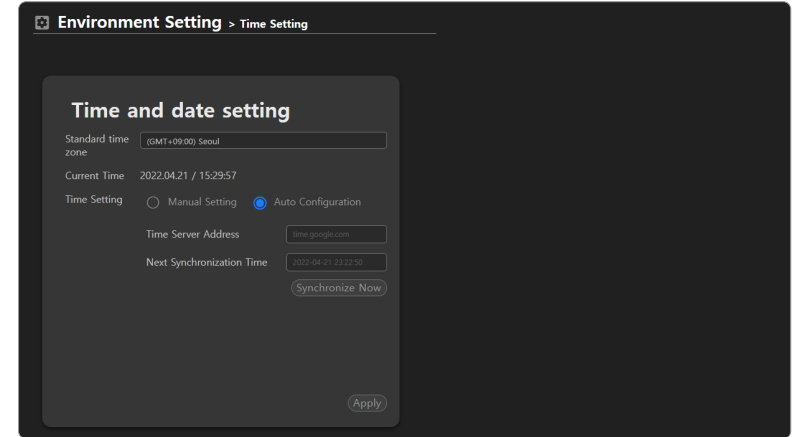 Environment Setting > Time Setting
Time and date setting
Standard time zone
(GMT+09:00) Seoul
Current Time 2022.04.21 / 15:29:57
Time Setting Manual Setting Auto Configuration
Time Server Address time.google.com
Next Synchronization Time 2022-04-21 23:22:50
Synchronize Now
Apply